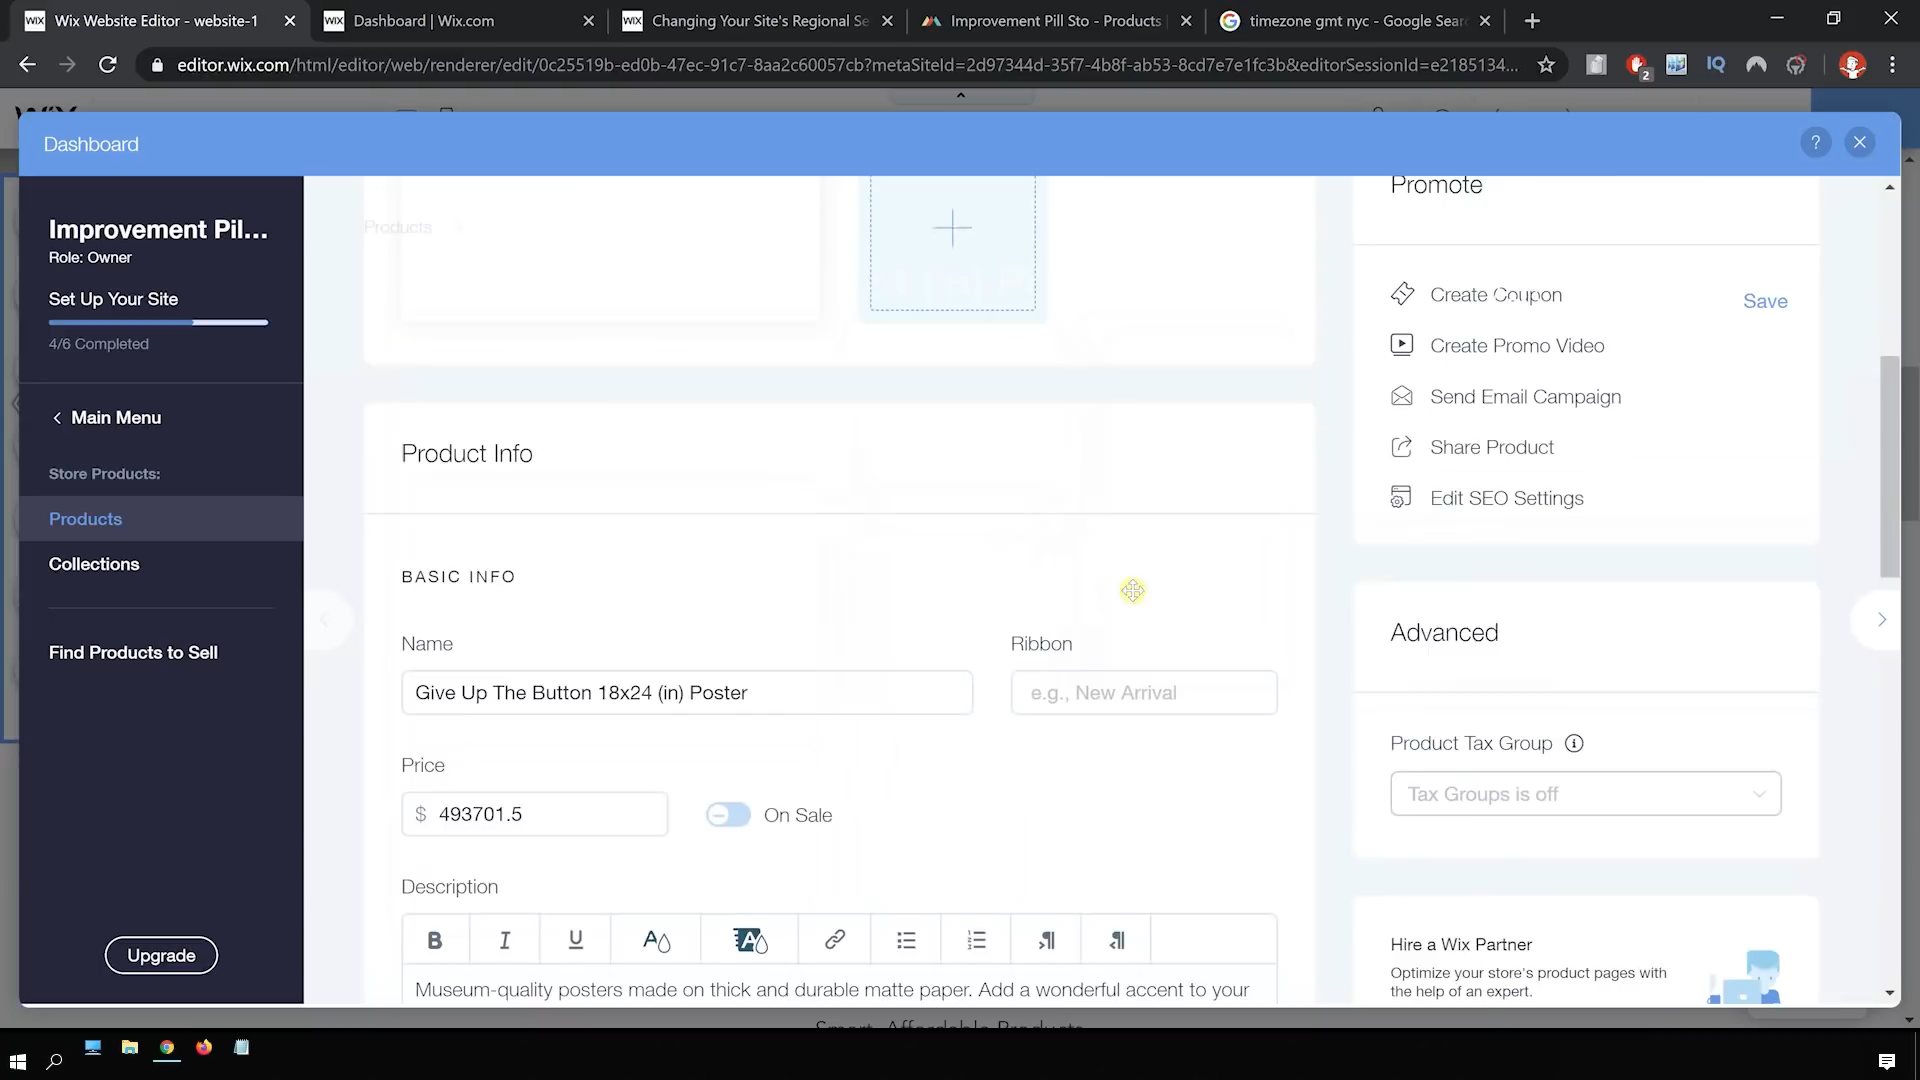 Wix Website Editor - website-1
Dashboard | Wix.com
Changing Your Site's Regional Se
Improvement Pill Sto - Products
timezone gmt nyc - Google Searc
editor.wix.com/html/editor/web/renderer/edit/0c25519b-ed0b-47ec-91c7-8aa2c60057cb?metaSiteId=2d97344d-35f7-4b8f-ab53-8cd7e7e1fc3b&editorSessionId=e2185134...
2
IQ
Dashboard
?
Improvement Pil...
Role: Owner
Set Up Your Site
4/6 Completed
Main Menu
Store Products:
Products
Collections
Find Products to Sell
Upgrade
Products
Product Info
BASIC INFO
Name
Ribbon
Give Up The Button 18x24 (in) Poster
e.g., New Arrival
Price
$ 493701.5
On Sale
Description
B I U
Museum-quality posters made on thick and durable matte paper. Add a wonderful accent to your
Promote
Create Coupon
Save
Create Promo Video
Send Email Campaign
Share Product
Edit SEO Settings
Advanced
Product Tax Group
Tax Groups is off
Hire a Wix Partner
Optimize your store's product pages with
the help of an expert.
Smart. Affordable Products